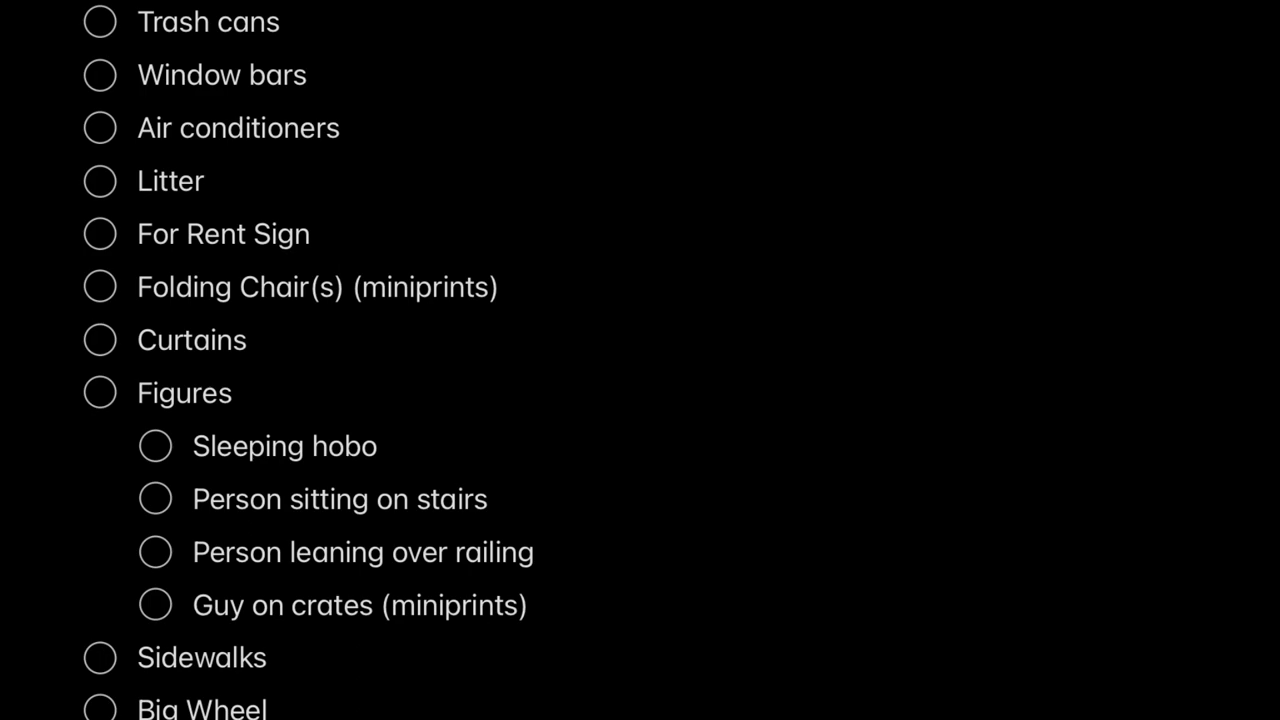 Trash cans
Window bars
Air conditioners
Litter
For Rent Sign
Folding Chair(s) (miniprints)
Curtains
Figures
Sleeping hobo
Person sitting on stairs
Person leaning over railing
Guy on crates (miniprints)
Sidewalks
Big Wheel